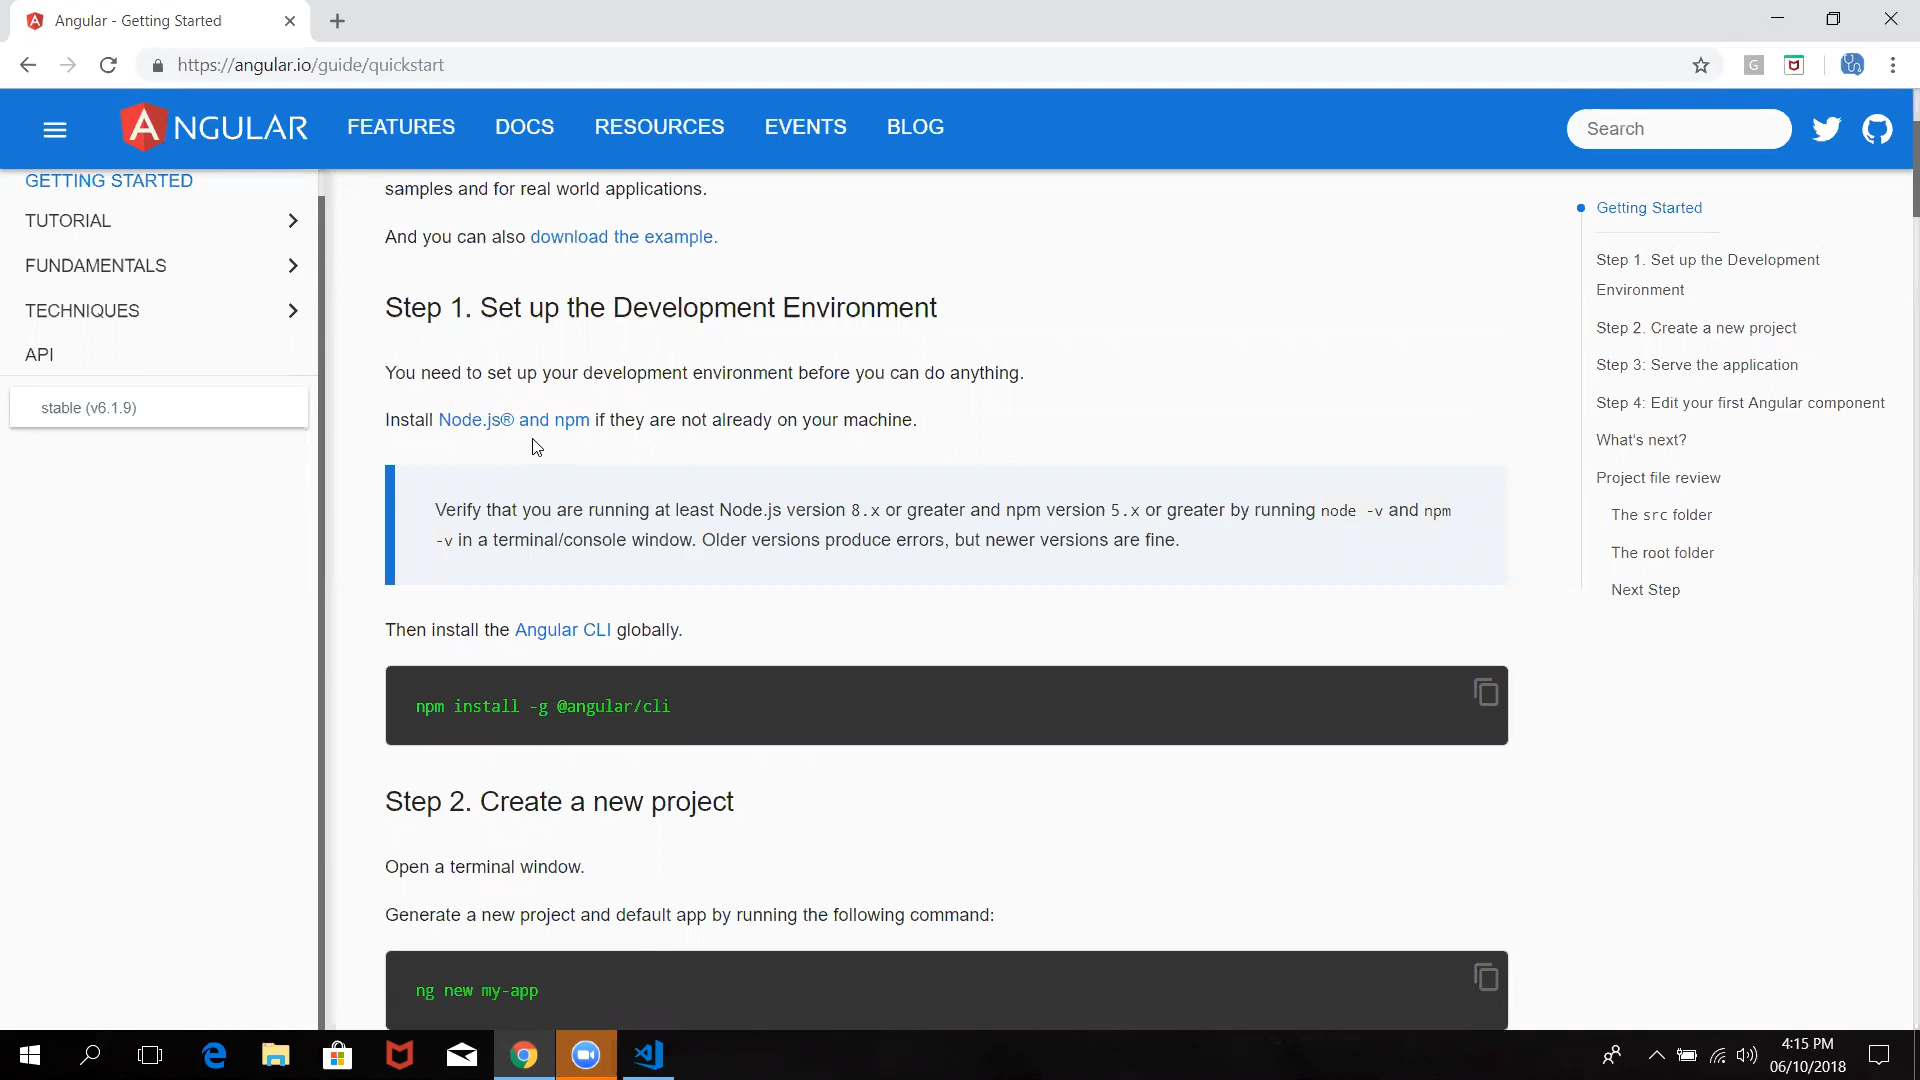 Angular - Getting Started
https://angular.io/guide/quickstart
G
NGULAR
FEATURES
DOCS
RESOURCES
EVENTS
BLOG
Search
GETTING STARTED
TUTORIAL
FUNDAMENTALS
TECHNIQUES
API
stable (v6.1.9)
samples and for real world applications.
And you can also download the example.
Step 1. Set up the Development Environment
You need to set up your development environment before you can do anything.
Install Node.js® and npm if they are not already on your machine.
Verify that you are running at least Node.js version 8.x or greater and npm version 5.x or greater by running node -v and npm
-v in a terminal/console window. Older versions produce errors, but newer versions are fine.
Then install the Angular CLI globally.
npm install -g @angular/cli
Step 2. Create a new project
Open a terminal window.
Generate a new project and default app by running the following command:
ng new my-app
Getting Started
Step 1. Set up the Development
Environment
Step 2. Create a new project
Step 3: Serve the application
Step 4: Edit your first Angular component
What's next?
Project file review
The src folder
The root folder
Next Step
4:15 PM
06/10/2018